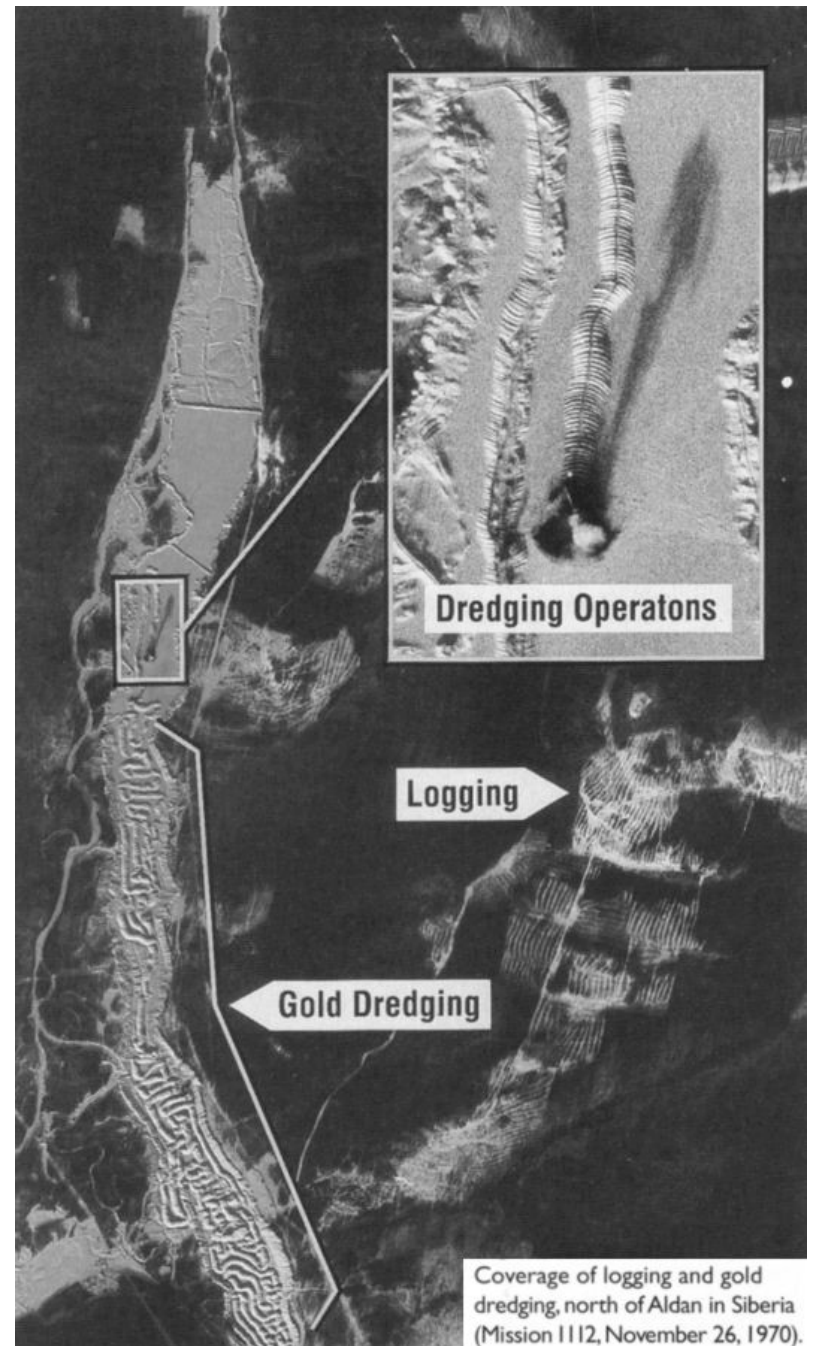 Dredging Operatons
Logging
Gold Dredging
Coverage of logging and gold
dredging, north of Aldan in Siberia
(Mission 1112, November 26, 1970).